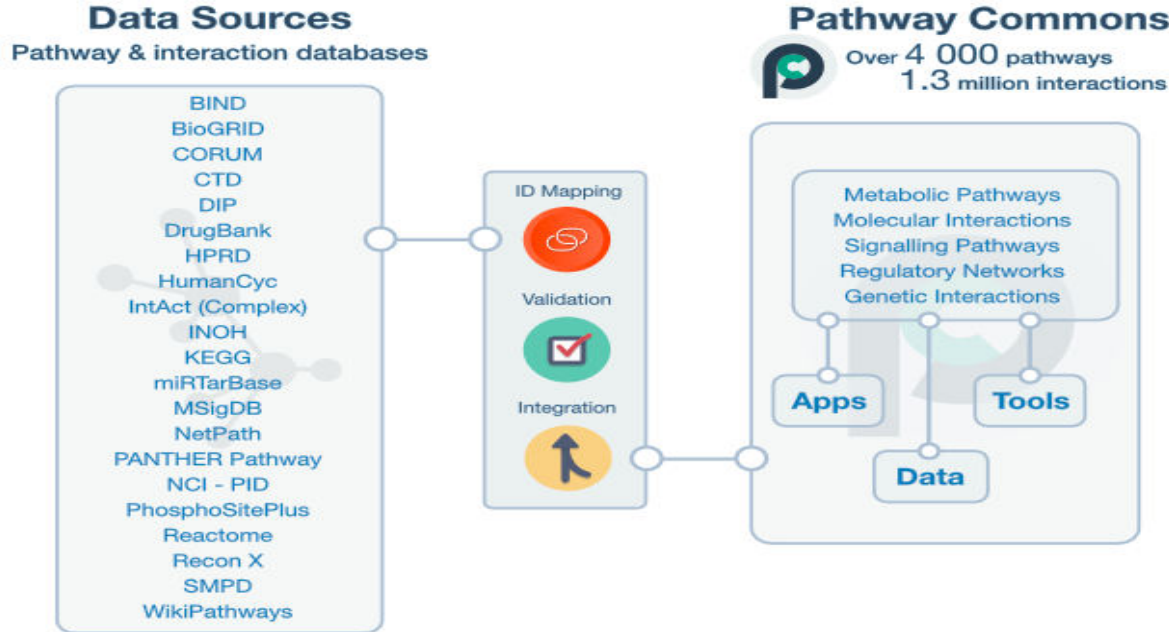 Data Sources
Pathway & interaction databases
BIND
BioGRID
CORUM
CTD
DIP
DrugBank
HPRD
HumanCyc
IntAct (Complex)
INOH
KEGG
miRTarBase
MSigDB
NetPath
PANTHER Pathway
NCI - PID
PhosphoSitePlus
Reactome
Recon X
SMPD
WikiPathways
ID Mapping
Validation
Integration
Pathway Commons
Over 4 000 pathways
1.3 million interactions
Metabolic Pathways
Molecular Interactions
Signalling Pathways
Regulatory Networks
Genetic Interactions
Apps
Tools
Data